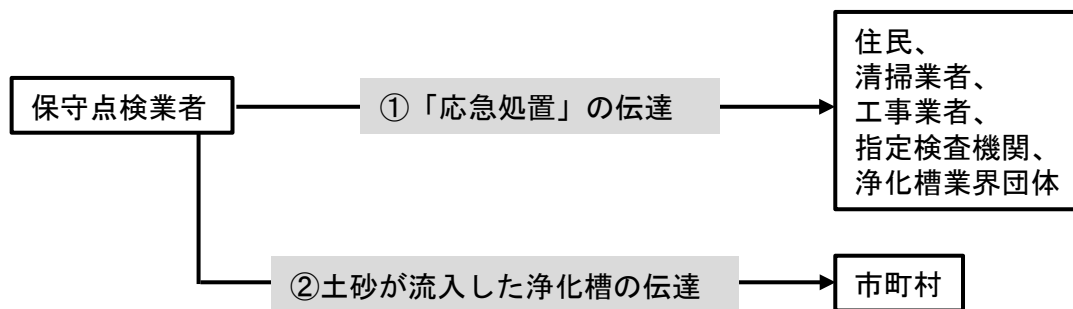 保守点検業者
①「応急処置」の伝達
住民、
清掃業者、
工事業者、
指定検査機関、
浄化槽業界団体
②土砂が流入した浄化槽の伝達
市町村